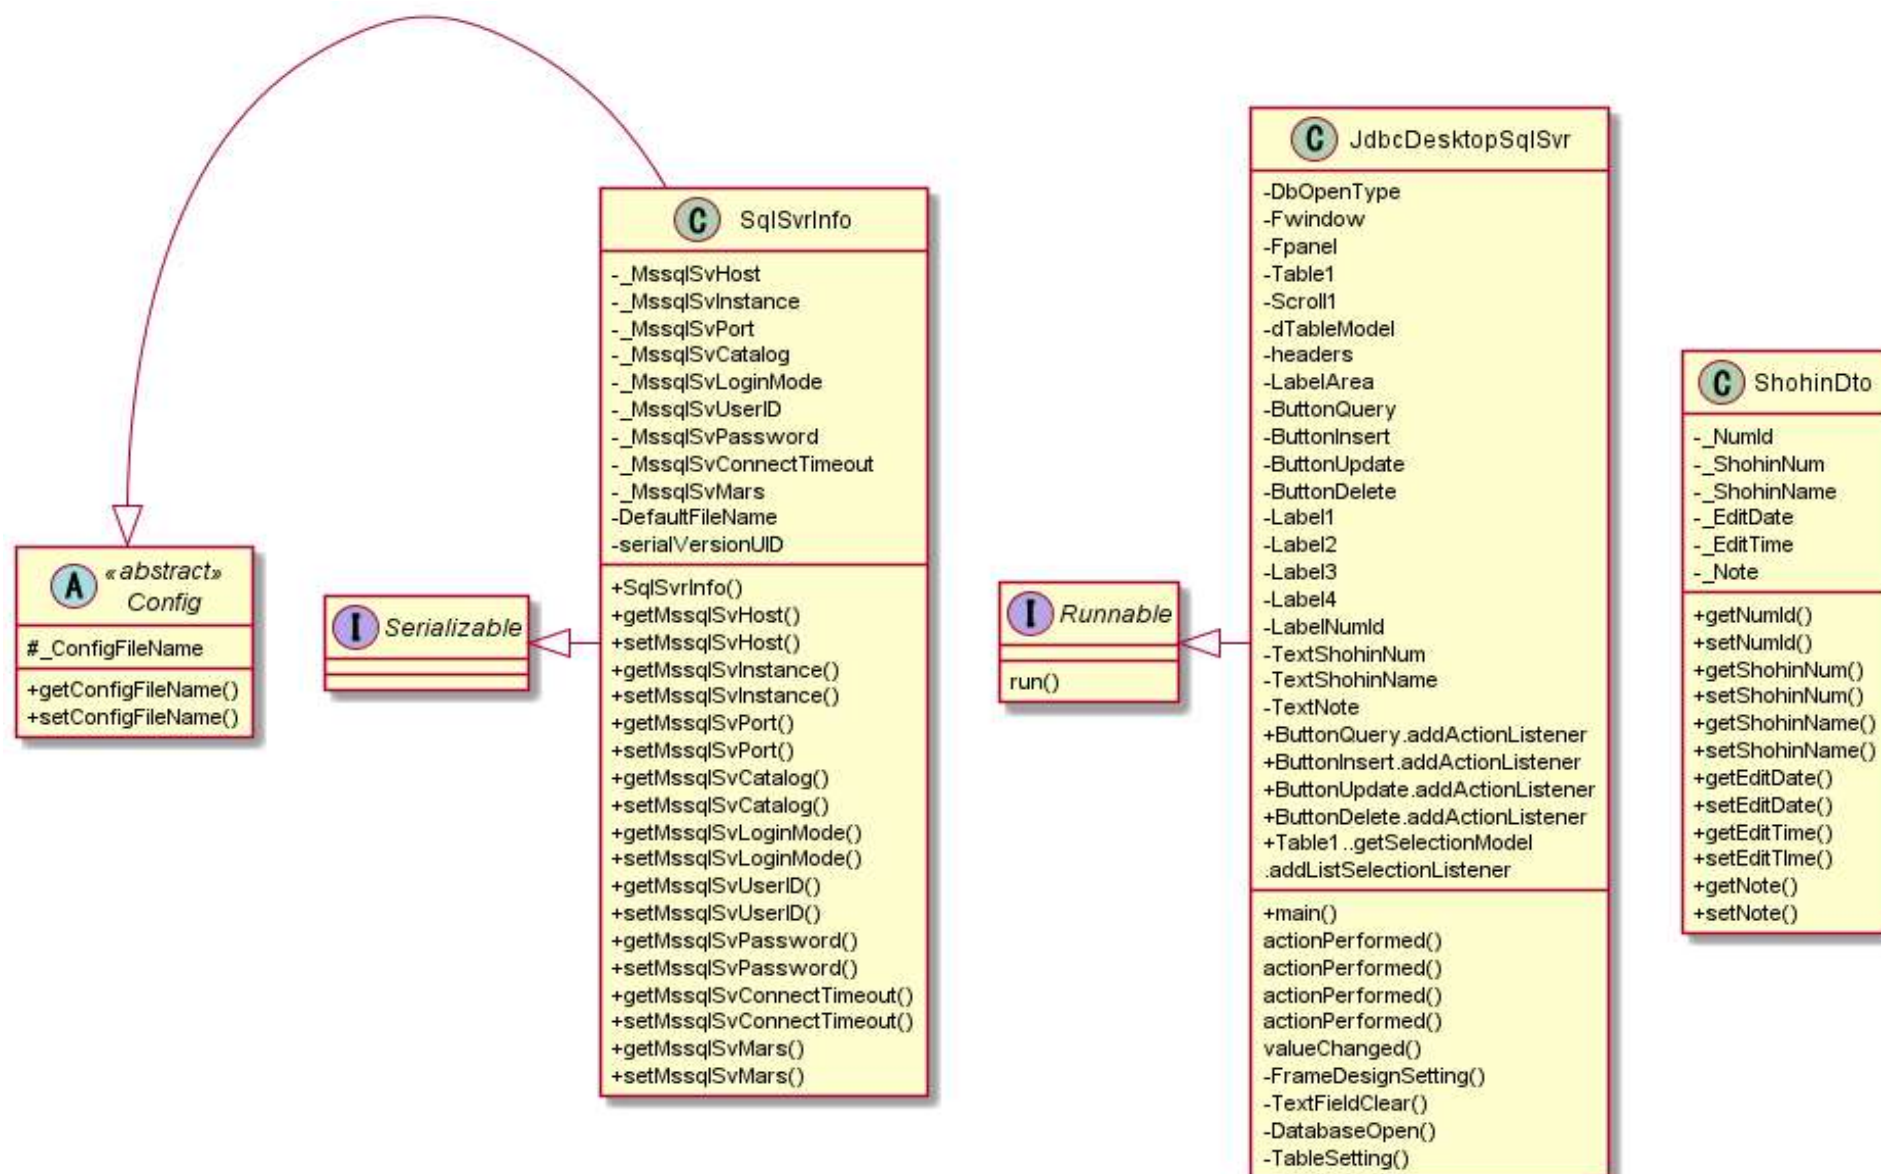 A
«abstract»
Config
#_ConfigFileName
+getConfigFileName()
+setConfigFileName()
I Serializable
C SqlSvrInfo
-_MssqlSvHost
-_MssqlSvInstance
-_MssqlSvPort
-_MssqlSvCatalog
-_MssqlSvLoginMode
-_MssqlSvUserID
-_MssqlSvPassword
-_MssqlSvConnectTimeout
-_MssqlSvMars
-DefaultFileName
-serialVersionUID
+SqlSvrInfo()
+getMssqlSvHost()
+setMssqlSvHost()
+getMssqlSvInstance()
+setMssqlSvInstance()
+getMssqlSvPort()
+setMssqlSvPort()
+getMssqlSvCatalog()
+setMssqlSvCatalog()
+getMssqlSvLoginMode()
+setMssqlSvLoginMode()
+getMssqlSvUserID()
+setMssqlSvUserID()
+getMssqlSvPassword()
+setMssqlSvPassword()
+getMssqlSvConnectTimeout()
+setMssqlSvConnectTimeout()
+getMssqlSvMars()
+setMssqlSvMars()
I Runnable
run()
C JdbcDesktopSqlSvr
-DbOpenType
-Fwindow
-Fpanel
-Table1
-Scroll1
-dTableModel
-headers
-LabelArea
-ButtonQuery
-ButtonInsert
-ButtonUpdate
-ButtonDelete
-Label1
-Label2
-Label3
-Label4
-LabelNumId
-TextShohinNum
-TextShohinName
-TextNote
+ButtonQuery.addActionListener
+ButtonInsert.addActionListener
+ButtonUpdate.addActionListener
+ButtonDelete.addActionListener
+Table1..getSelectionModel
.addListSelectionListener
+main()
actionPerformed()
actionPerformed()
actionPerformed()
actionPerformed()
valueChanged()
-FrameDesignSetting()
-TextFieldClear()
-DatabaseOpen()
-TableSetting()
C ShohinDto
-_NumId
-_ShohinNum
-_ShohinName
-_EditDate
-_EditTime
-_Note
+getNumId()
+setNumId()
+getShohinNum()
+setShohinNum()
+getShohinName()
+setShohinName()
+getEditDate()
+setEditDate()
+getEditTime()
+setEditTIme()
+getNote()
+setNote()